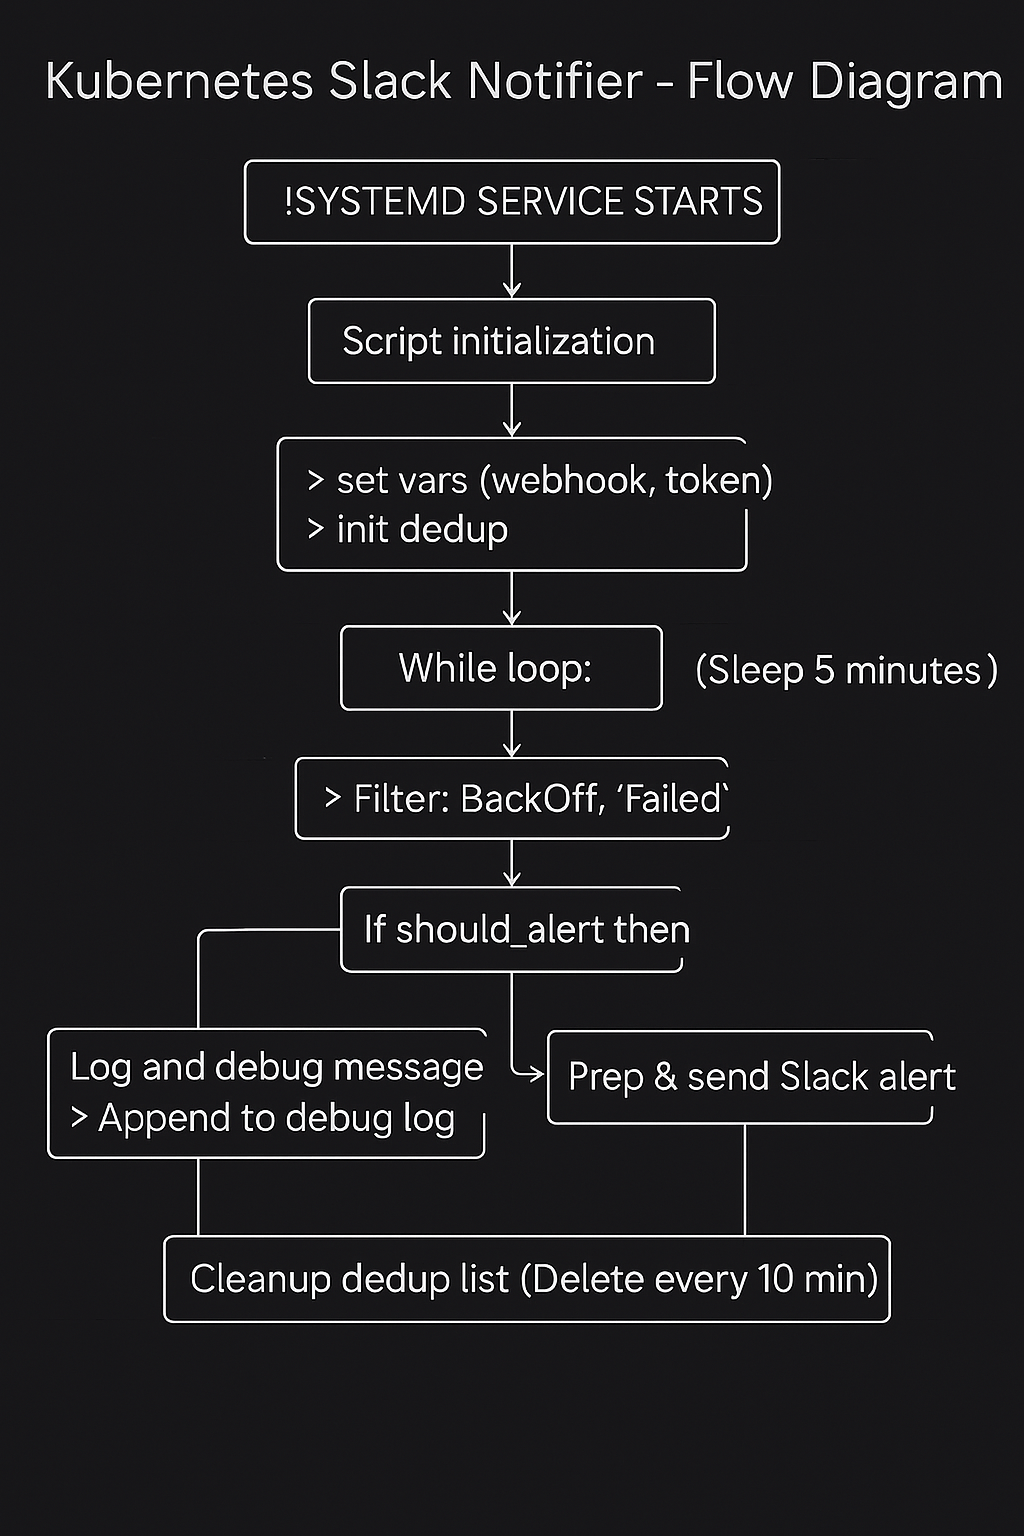 Kubernetes Slack Notifier - Flow Diagram
!SYSTEMD SERVICE STARTS
Script initialization
> set vars (webhook, token)
> init dedup
While loop:
(Sleep 5 minutes)
> Filter: BackOff, ‘Failed‵
If should_alert then
Log and debug message
> Append to debug log
Prep & send Slack alert
Cleanup dedup list (Delete every 10 min)